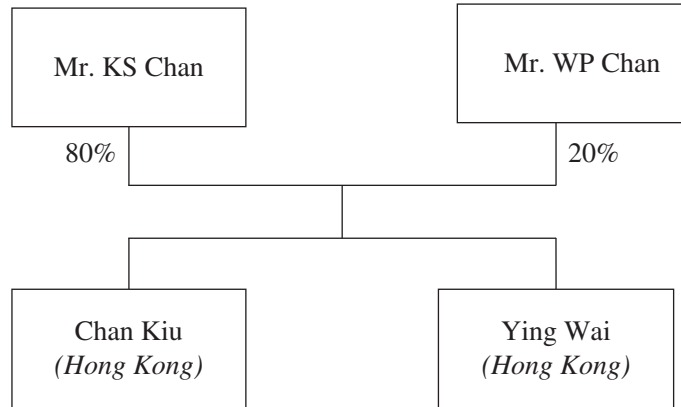 Mr. KS Chan
Mr. WP Chan
80%
20%
Chan Kiu
(Hong Kong)
Ying Wai
(Hong Kong)